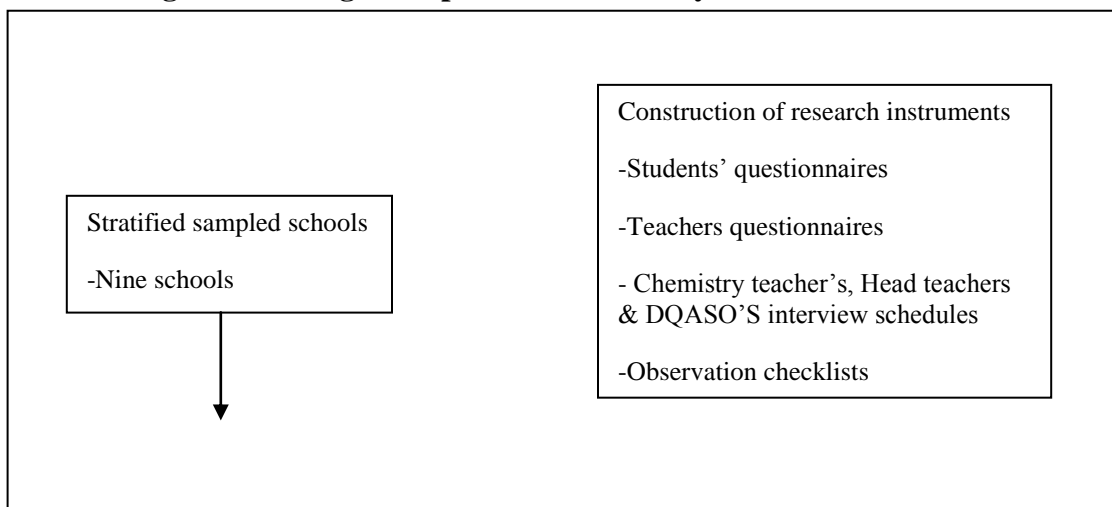 Stratified sampled schools
-Nine schools
Construction of research instruments
-Students’ questionnaires
-Teachers questionnaires
- Chemistry teacher’s, Head teachers
& DQASO’S interview schedules
-Observation checklists